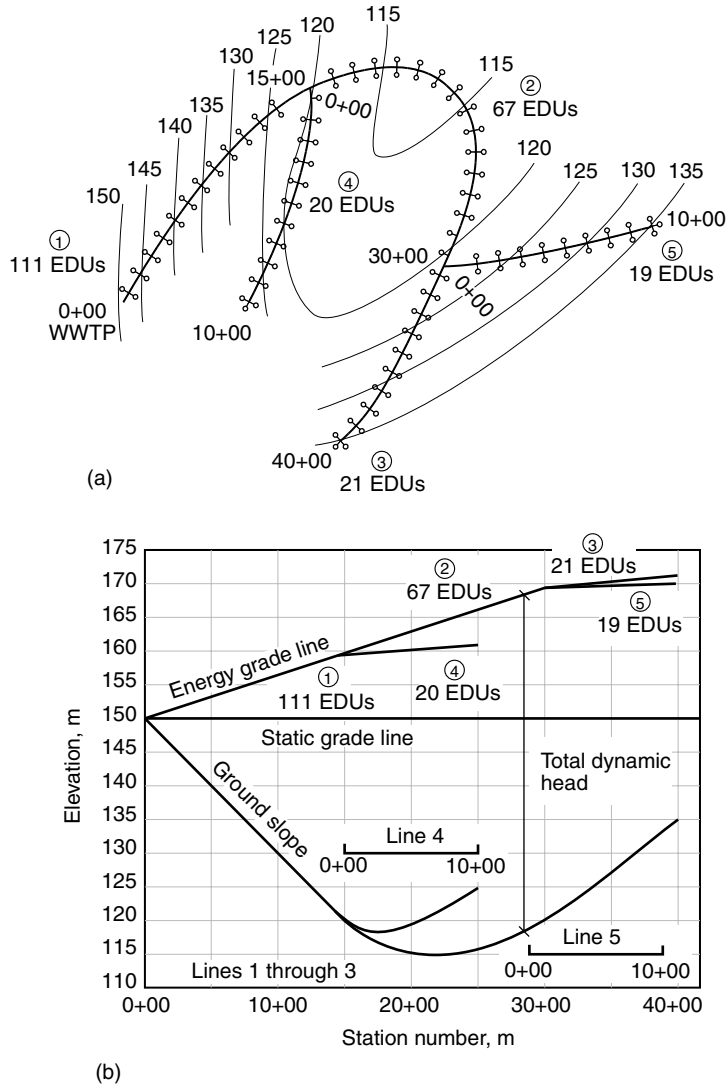 115
120
125
130
135
140
145
150
15+00
0+00
115
②
67 EDUs
④
20 EDUs
120
125
130
135
①
111 EDUs
0+00
WWTP
10+00
30+00
0+00
10+00
⑤
19 EDUs
40+00
③
21 EDUs
(a)
175
170
165
160
155
150
145
140
135
130
125
120
115
110
Elevation, m
②
67 EDUs
③
21 EDUs
⑤
19 EDUs
Energy grade line
①
111 EDUs
④
20 EDUs
Static grade line
Ground slope
Total dynamic
head
Line 4
0+00 10+00
Line 5
0+00 10+00
Lines 1 through 3
0+00 10+00 20+00 30+00 40+00
Station number, m
(b)